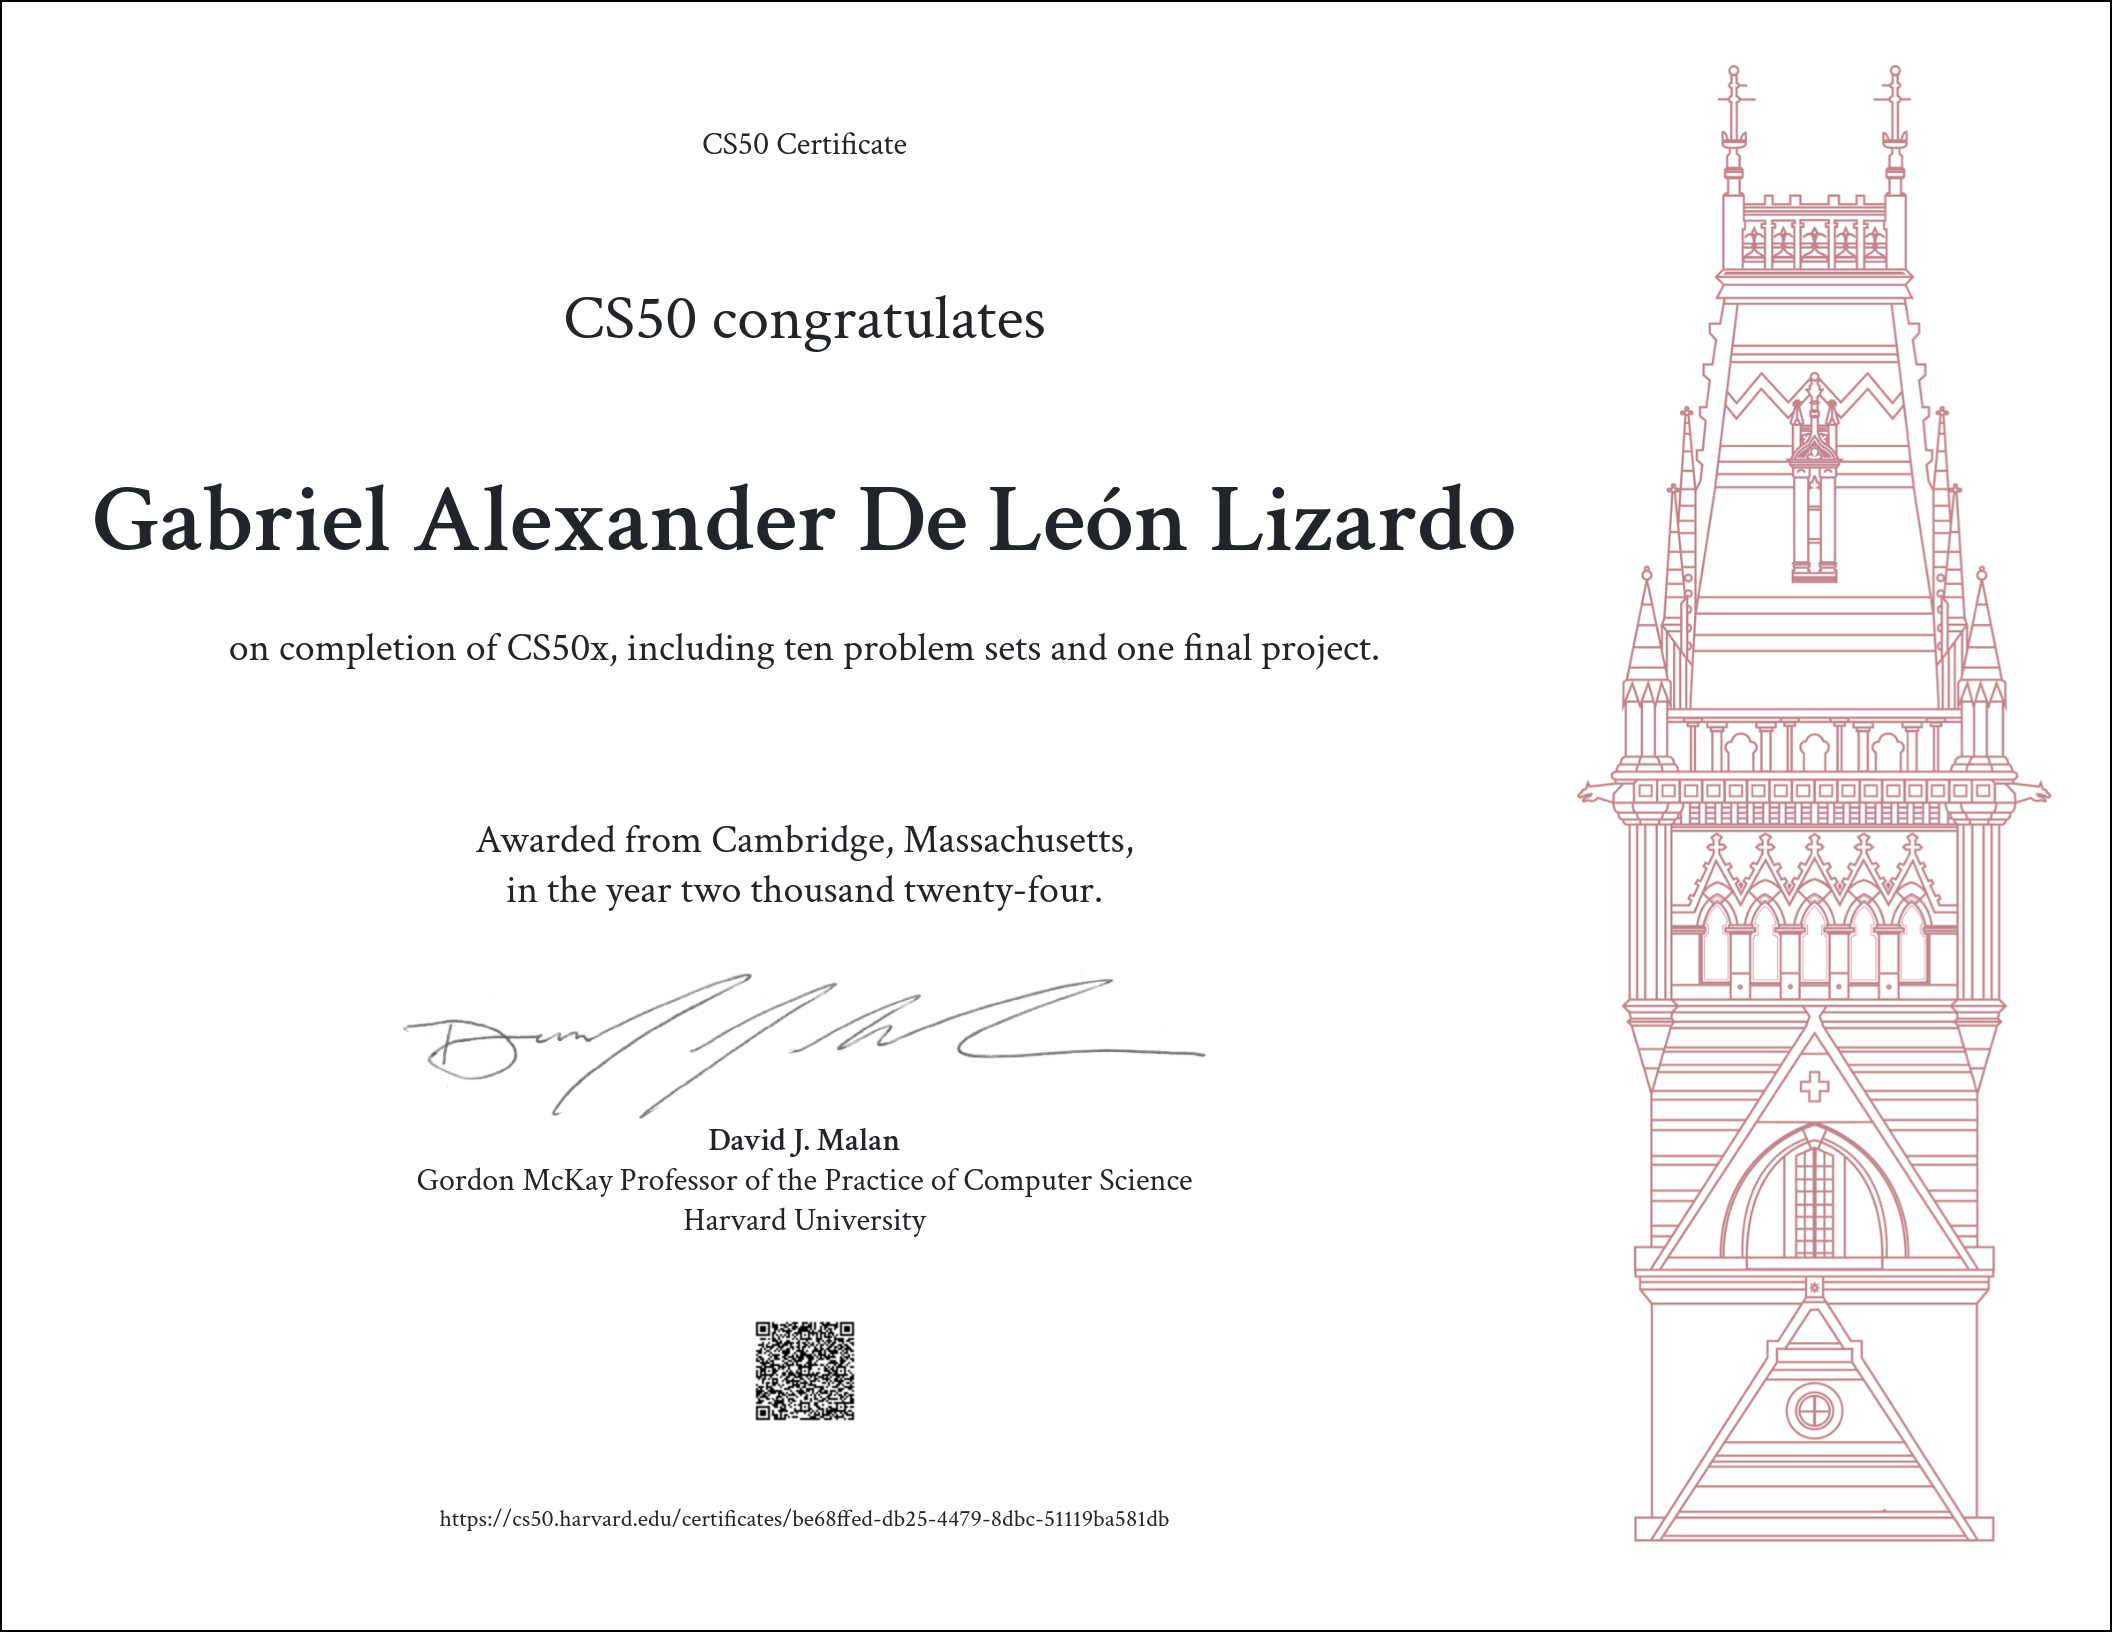 CS50 Certificate
CS50 congratulates
Gabriel Alexander De León Lizardo
on completion of CS50x, including ten problem sets and one final project.
Awarded from Cambridge, Massachusetts,
in the year two thousand twenty-four.
David J. Malan
Gordon McKay Professor of the Practice of Computer Science
Harvard University
https://cs50.harvard.edu/certificates/be68ffed-db25-4479-8dbc-51119ba581db